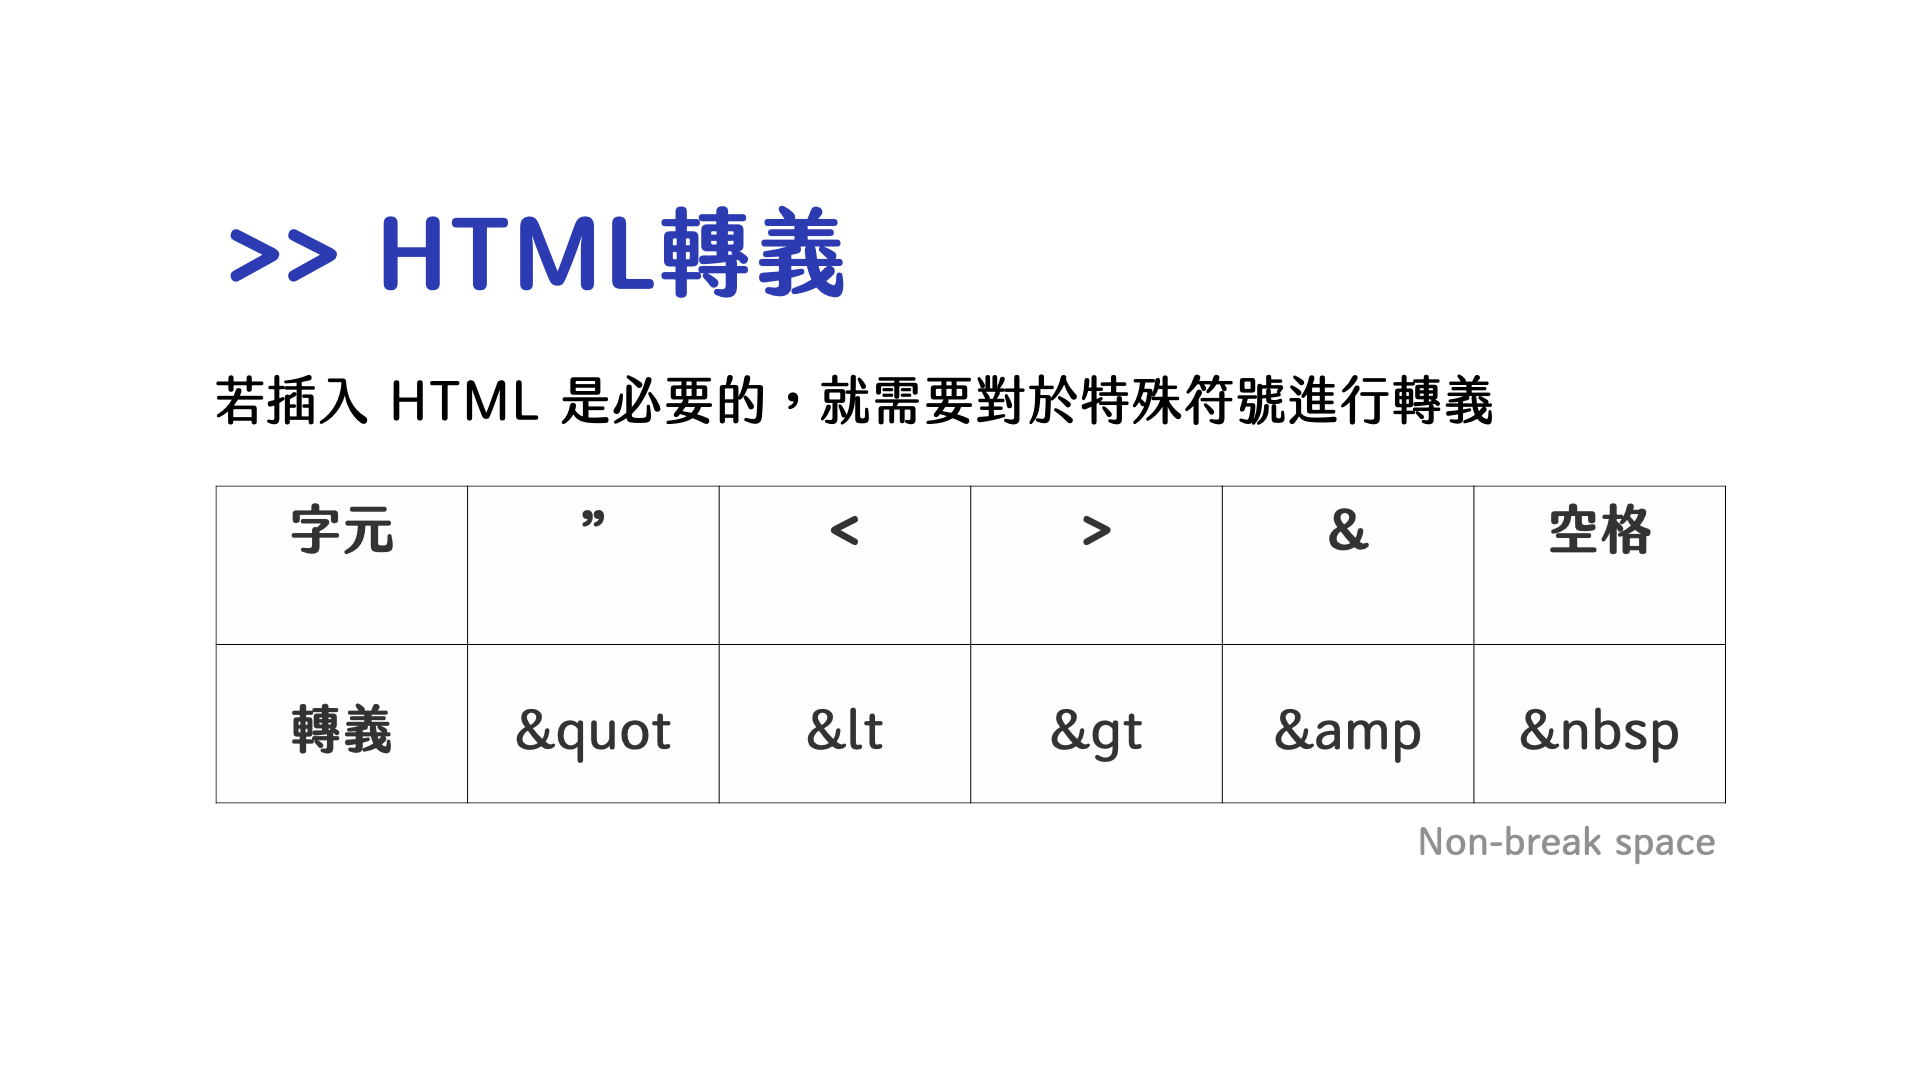 >> HTML轉義
若插入 HTML 是必要的，就需要對於特殊符號進行轉義
字元 ” < > & 空格
轉義 &quot &lt &gt &amp &nbsp
Non-break space